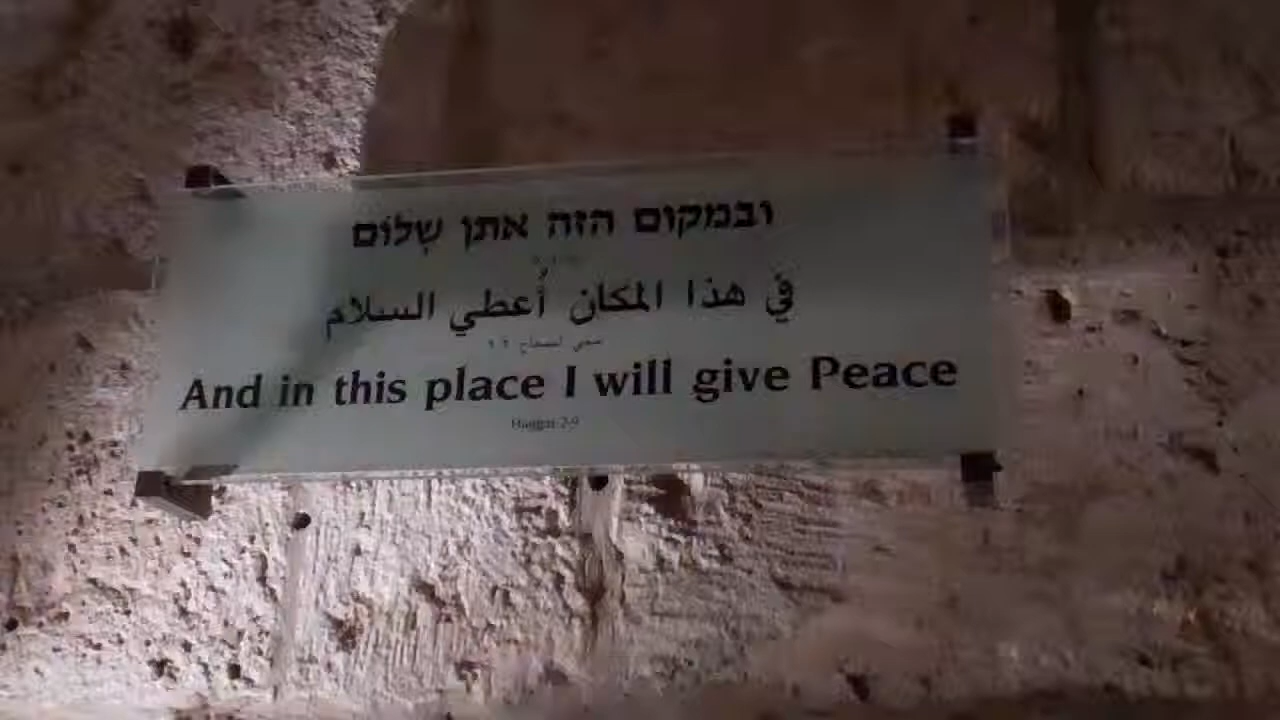 ובמקום הזה אתן שָלוֹם
في هذا المكان أُعطي السلام
And in this place I will give Peace
Haggai 2-9